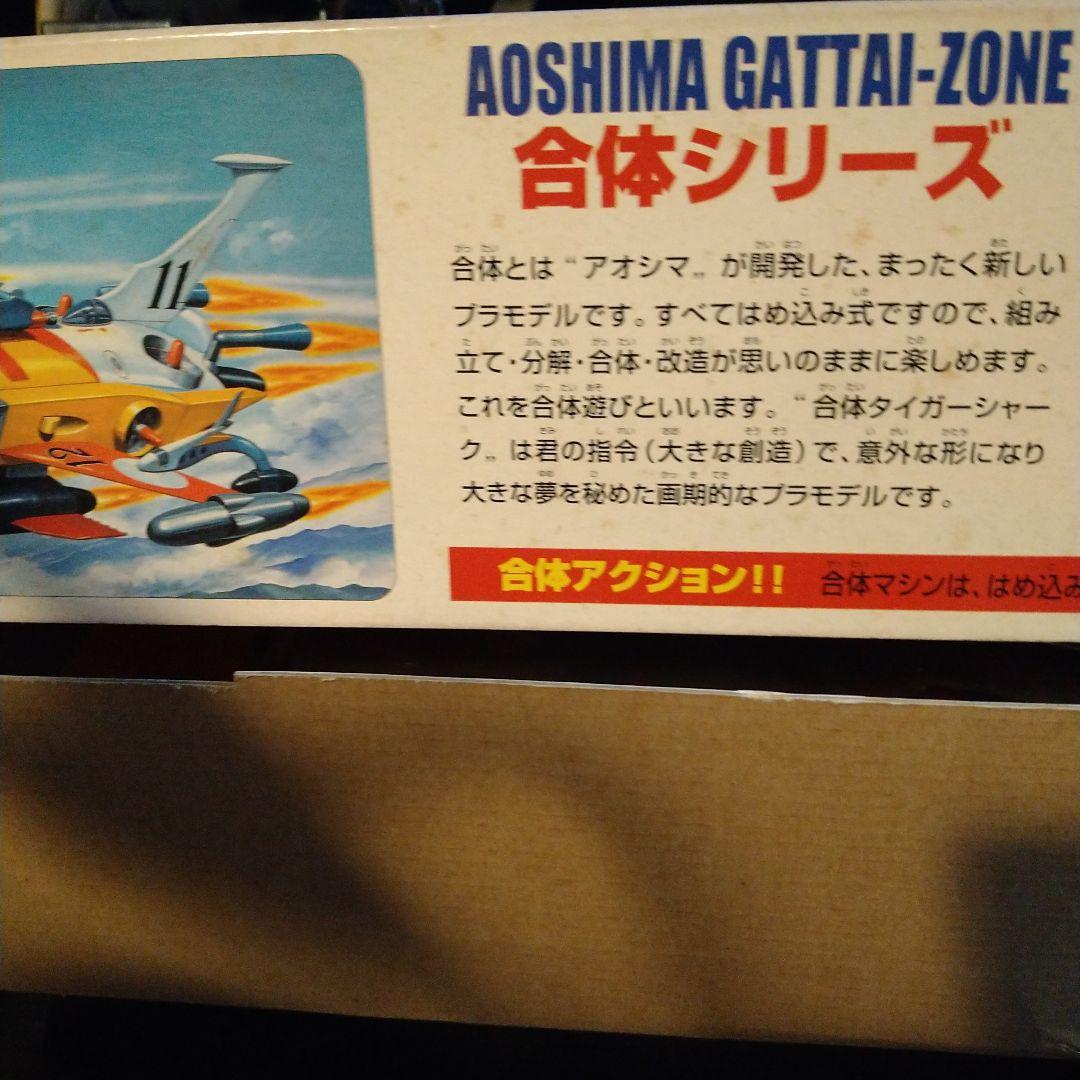 AOSHIMA GATTAI-ZONE
合体シリーズ
合体とは“アオシマ„が開発した、まったく新しい
プラモデルです。すべてはめ込み式ですので、組み
立て・分解・合体・改造が思いのままに楽しめます。
これを合体遊びといいます。“合体タイガーシャー
ク„は君の指令(大きな創造)で、意外な形になり
大きな夢を秘めた画期的なプラモデルです。
合体アクション!! 合体マシンは、はめ込み
11
12